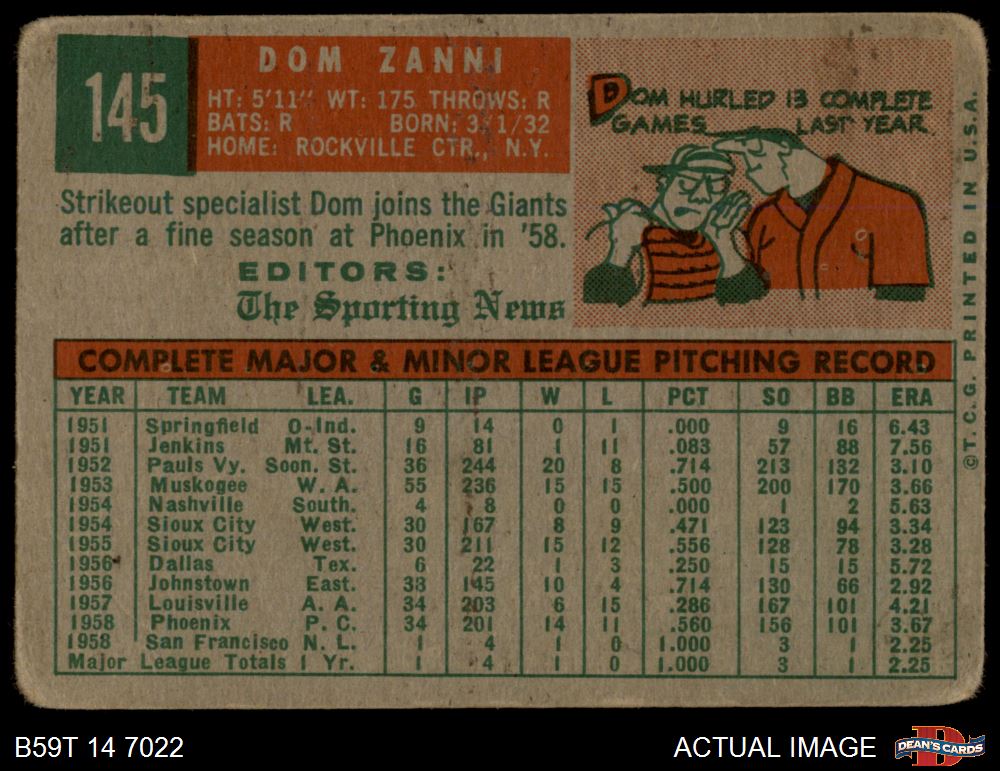 145
DOM ZANNI
HT: 5'11" WT: 175 THROWS: R
BATS: R BORN: 3/1/32
HOME: ROCKVILLE CTR., N.Y.
DOM HURLED 13 COMPLETE
GAMES LAST YEAR.
Strikeout specialist Dom joins the Giants
after a fine season at Phoenix in '58.
EDITORS:
The Sporting News
COMPLETE MAJOR & MINOR LEAGUE PITCHING RECORD
YEAR TEAM LEA. G IP W L PCT SO BB ERA
1951 Springfield O-Ind. 9 14 0 1 .000 9 16 6.43
1951 Jenkins Mt. St. 16 81 1 11 .083 57 88 7.56
1952 Pauls Vy. Soon. St. 36 244 20 8 .714 213 132 3.10
1953 Muskogee W. A. 55 236 15 15 .500 200 170 3.66
1954 Nashville South. 4 8 0 0 .000 1 2 5.63
1954 Sioux City West. 30 167 8 9 .471 123 94 3.34
1955 Sioux City West. 30 211 15 12 .556 128 78 3.28
1956 Dallas Tex. 6 22 1 3 .250 15 15 5.72
1956 Johnstown East. 38 145 10 4 .714 130 66 2.92
1957 Louisville A. A. 34 203 6 15 .286 167 101 4.21
1958 Phoenix P. C. 34 201 14 11 .560 156 101 3.67
1958 San Francisco N. L. 1 4 1 0 1.000 3 1 2.25
Major League Totals 1 Yr. 1 4 1 0 1.000 3 1 2.25
© T. C. G. PRINTED IN U.S.A.
B59T 14 7022
ACTUAL IMAGE
DEAN'S CARDS